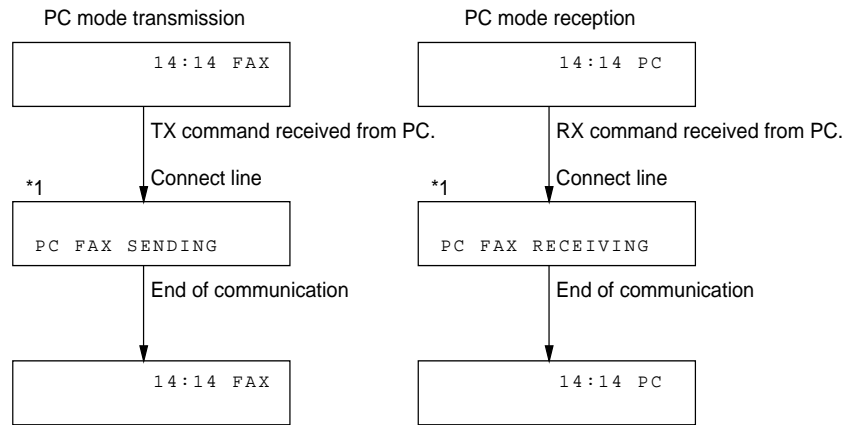 PC mode transmission
14:14 FAX
TX command received from PC.
Connect line
*1
PC FAX SENDING
End of communication
14:14 FAX
PC mode reception
14:14 PC
RX command received from PC.
Connect line
*1
PC FAX RECEIVING
End of communication
14:14 PC